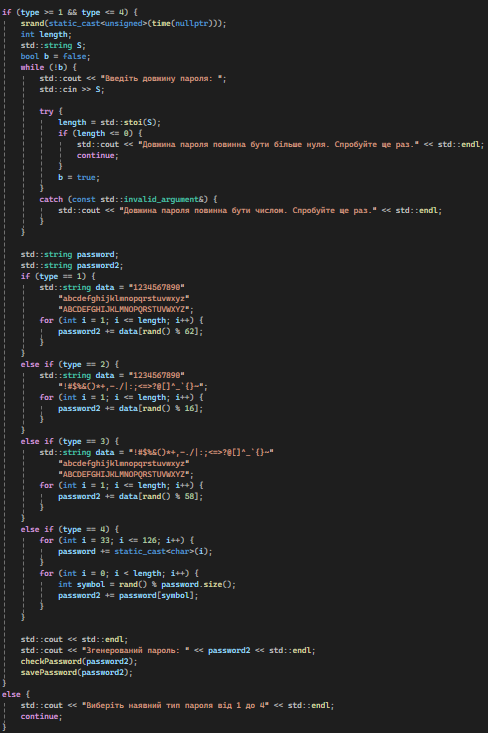 if (type >= 1 && type <= 4) {
    srand(static_cast<unsigned>(time(nullptr)));
    int length;
    std::string S;
    bool b = false;
    while (!b) {
        std::cout << "Введіть довжину пароля: ";
        std::cin >> S;

        try {
            length = std::stoi(S);
            if (length <= 0) {
                std::cout << "Довжина пароля повинна бути більше нуля. Спробуйте ще раз." << std::endl;
                continue;
            }
            b = true;
        }
        catch (const std::invalid_argument&) {
            std::cout << "Довжина пароля повинна бути числом. Спробуйте ще раз." << std::endl;
        }
    }

    std::string password;
    std::string password2;
    if (type == 1) {
        std::string data = "1234567890"
            "abcdefghijklmnopqrstuvwxyz"
            "ABCDEFGHIJKLMNOPQRSTUVWXYZ";
        for (int i = 1; i <= length; i++) {
            password2 += data[rand() % 62];
        }
    }
    else if (type == 2) {
        std::string data = "1234567890"
            "!#$%&()*+,-./|:;<=>?@[]^_`{}~";
        for (int i = 1; i <= length; i++) {
            password2 += data[rand() % 16];
        }
    }
    else if (type == 3) {
        std::string data = "!#$%&()*+,-./|:;<=>?@[]^_`{}~"
            "abcdefghijklmnopqrstuvwxyz"
            "ABCDEFGHIJKLMNOPQRSTUVWXYZ";
        for (int i = 1; i <= length; i++) {
            password2 += data[rand() % 58];
        }
    }
    else if (type == 4) {
        for (int i = 33; i <= 126; i++) {
            password += static_cast<char>(i);
        }
        for (int i = 0; i < length; i++) {
            int symbol = rand() % password.size();
            password2 += password[symbol];
        }
    }

    std::cout << std::endl;
    std::cout << "Згенерований пароль: " << password2 << std::endl;
    checkPassword(password2);
    savePassword(password2);
}
else {
    std::cout << "Виберіть наявний тип пароля від 1 до 4" << std::endl;
    continue;
}